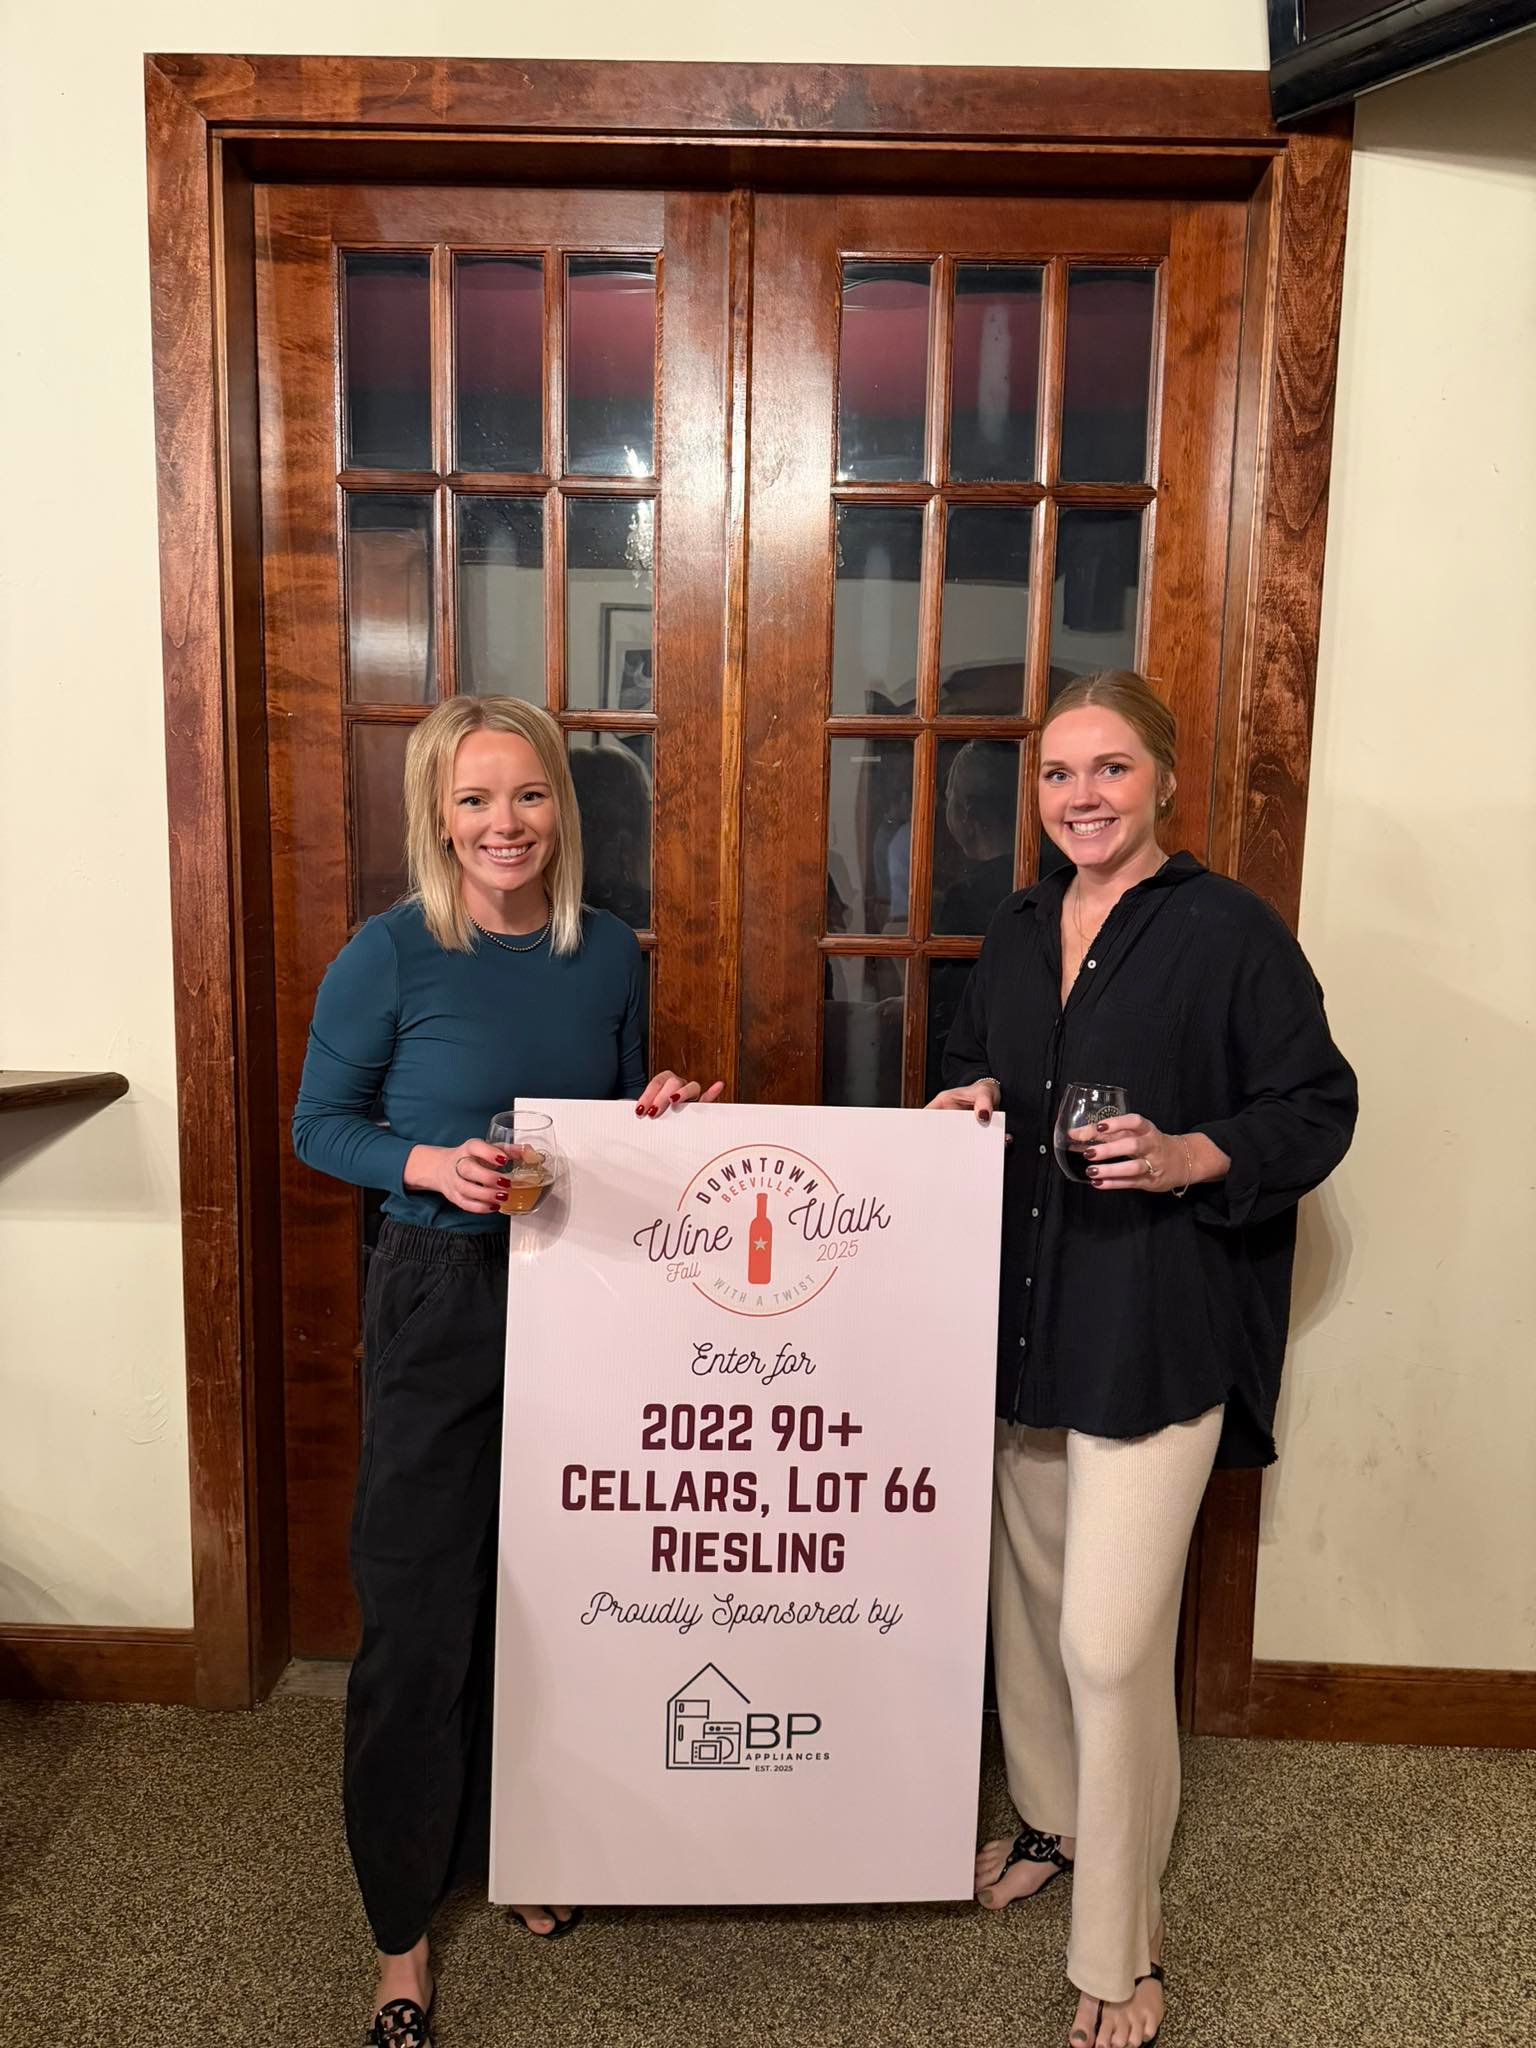 DOWNTOWN
BEEVILLE
Wine Walk
Fall 2025
WITH A TWIST
Enter for
2022 90+
CELLARS, LOT 66
RIESLING
Proudly Sponsored by
BP
APPLIANCES
EST. 2025